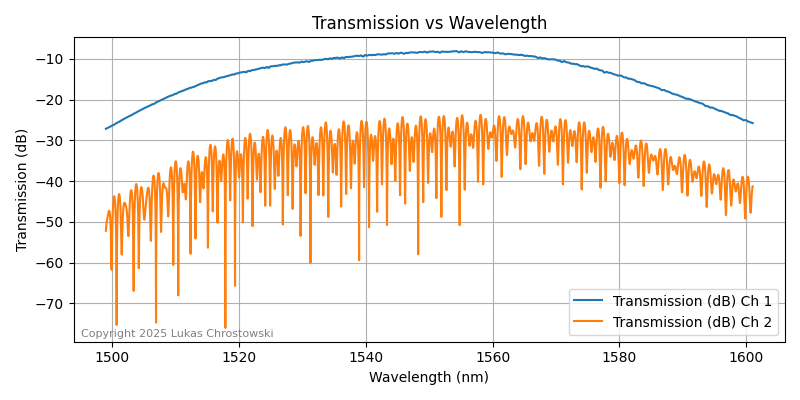 Transmission vs Wavelength
Transmission (dB)
−10
−20
−30
−40
−50
−60
−70
1500
1520
1540
1560
1580
1600
Wavelength (nm)
Transmission (dB) Ch 1
Transmission (dB) Ch 2
Copyright 2025 Lukas Chrostowski